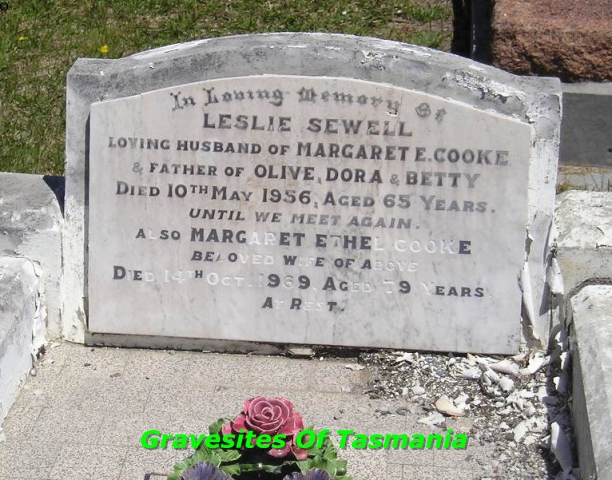 In Loving Memory Of
LESLIE SEWELL
LOVING HUSBAND OF MARGARET E. COOKE
& FATHER OF OLIVE, DORA & BETTY
DIED 10TH MAY 1956, AGED 65 YEARS.
UNTIL WE MEET AGAIN.
ALSO MARGARET ETHEL COOKE
BELOVED WIFE OF ABOVE
DIED 14TH OCT. 1969, AGED 79 YEARS
AT REST.
Gravesites Of Tasmania